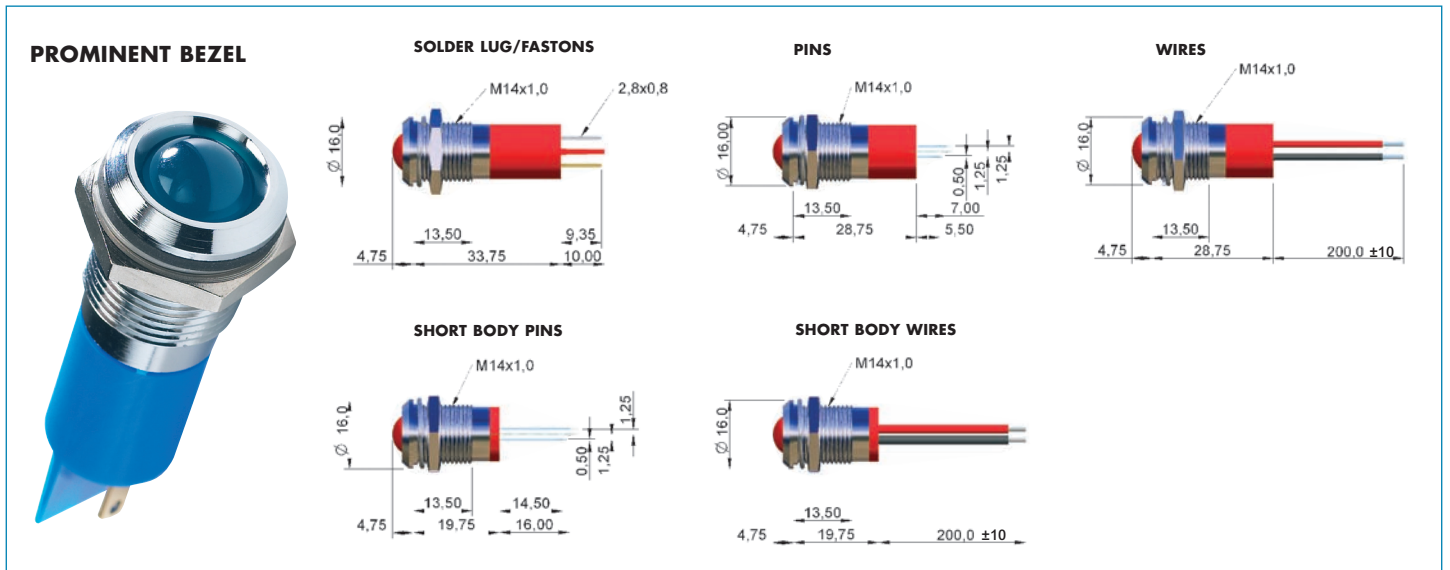 PROMINENT BEZEL
SOLDER LUG/FASTONS
M14x1,0
2,8x0,8
Ø 16,0
13,50
9,35
4,75
33,75
10,00
PINS
M14x1,0
Ø 16,00
0,50
1,25
1,25
13,50
7,00
4,75
28,75
5,50
WIRES
M14x1,0
Ø 16,0
13,50
4,75
28,75
200,0 ±10
SHORT BODY PINS
M14x1,0
Ø 16,0
1,25
0,50
1,25
13,50
14,50
4,75
19,75
16,00
SHORT BODY WIRES
M14x1,0
Ø 16,0
13,50
4,75
19,75
200,0 ±10